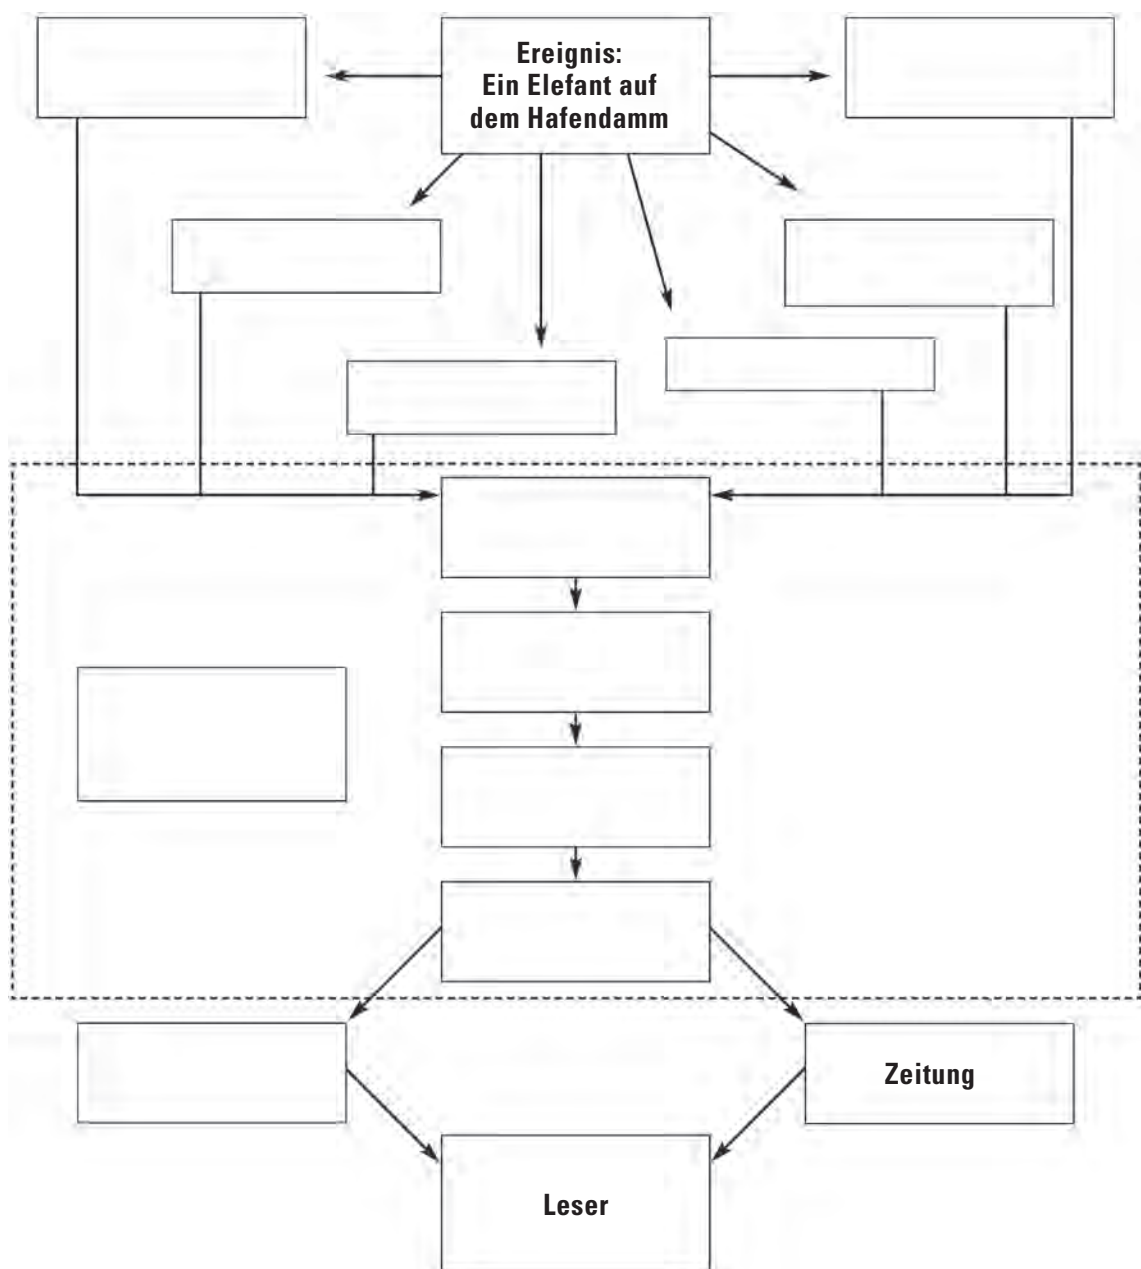 Ereignis:
Ein Elefant auf
dem Hafendamm
Zeitung
Leser